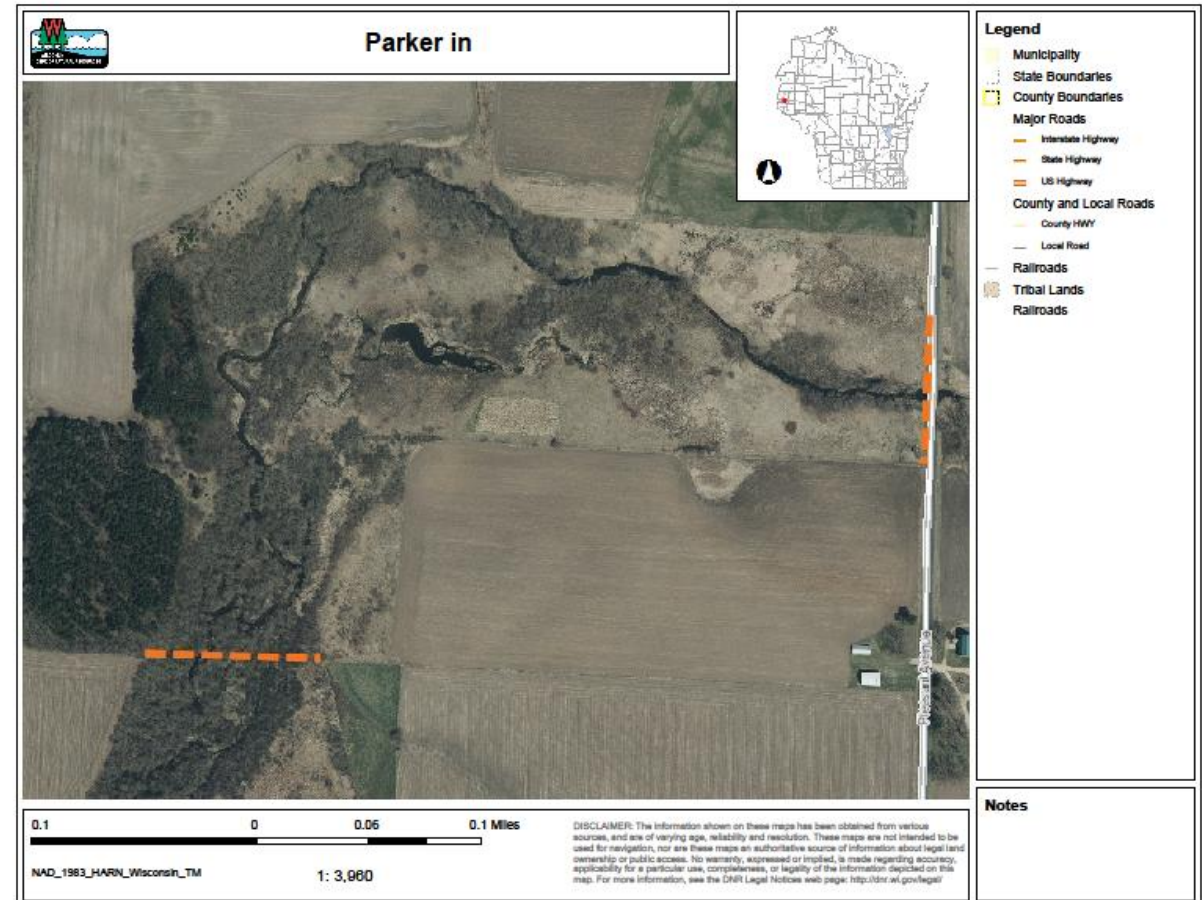 Parker in
Legend
Municipality
State Boundaries
County Boundaries
Major Roads
Interstate Highway
State Highway
US Highway
County and Local Roads
County HWY
Local Road
Railroads
Tribal Lands
Railroads
Pleasant Avenue
0.1 0 0.06 0.1 Miles
NAD_1983_HARN_Wisconsin_TM
1: 3,960
DISCLAIMER: The information shown on these maps has been obtained from various
sources, and are of varying age, reliability and resolution. These maps are not intended to be
used for navigation, nor are these maps an authoritative source of information about legal land
ownership or public access. No warranty, expressed or implied, is made regarding accuracy,
applicability for a particular use, completeness, or legality of the information depicted on this
map. For more information, see the DNR Legal Notices web page: http://dnr.wi.gov/legal/
Notes